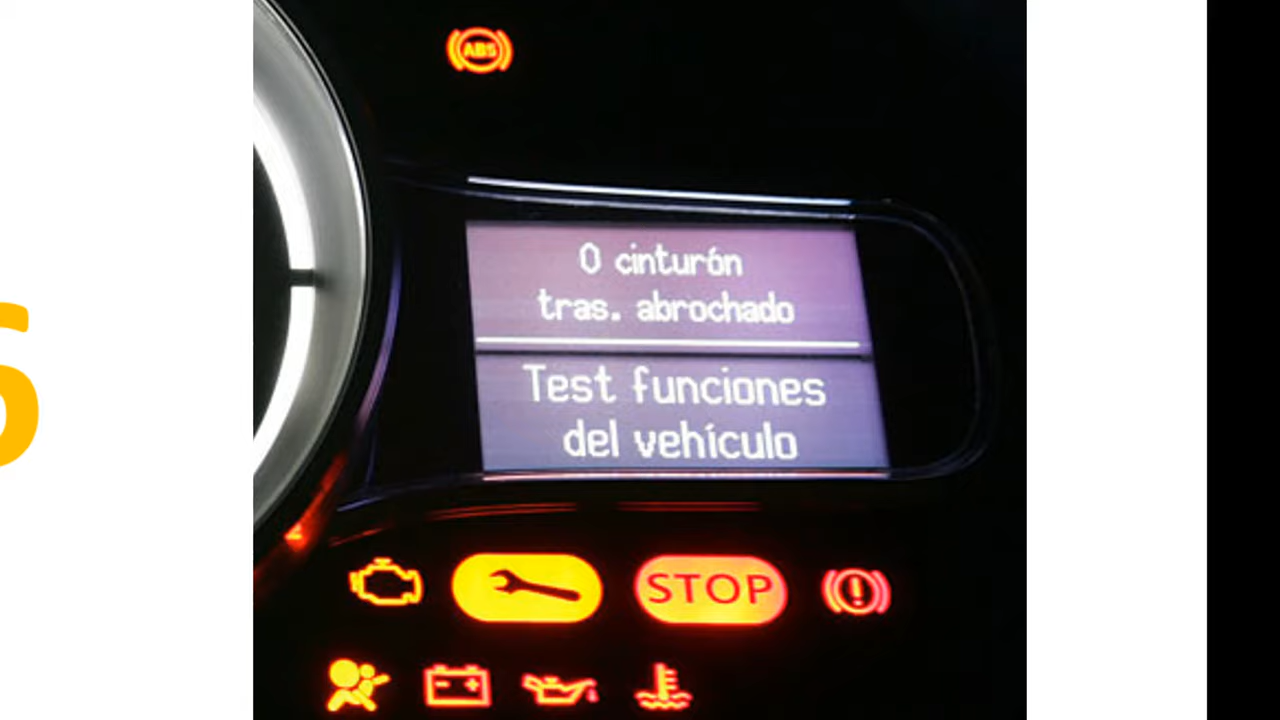 ABS
0 cinturón
tras. abrochado
Test funciones
del vehículo
STOP